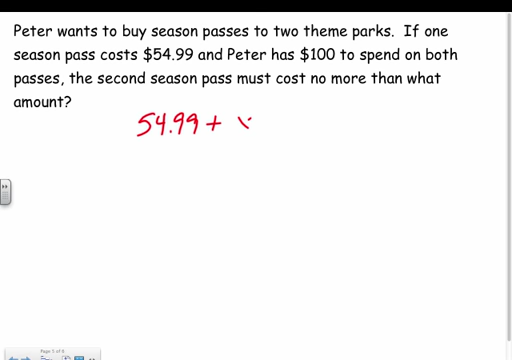 Peter wants to buy season passes to two theme parks. If one
season pass costs $54.99 and Peter has $100 to spend on both
passes, the second season pass must cost no more than what
amount?
54.99 +